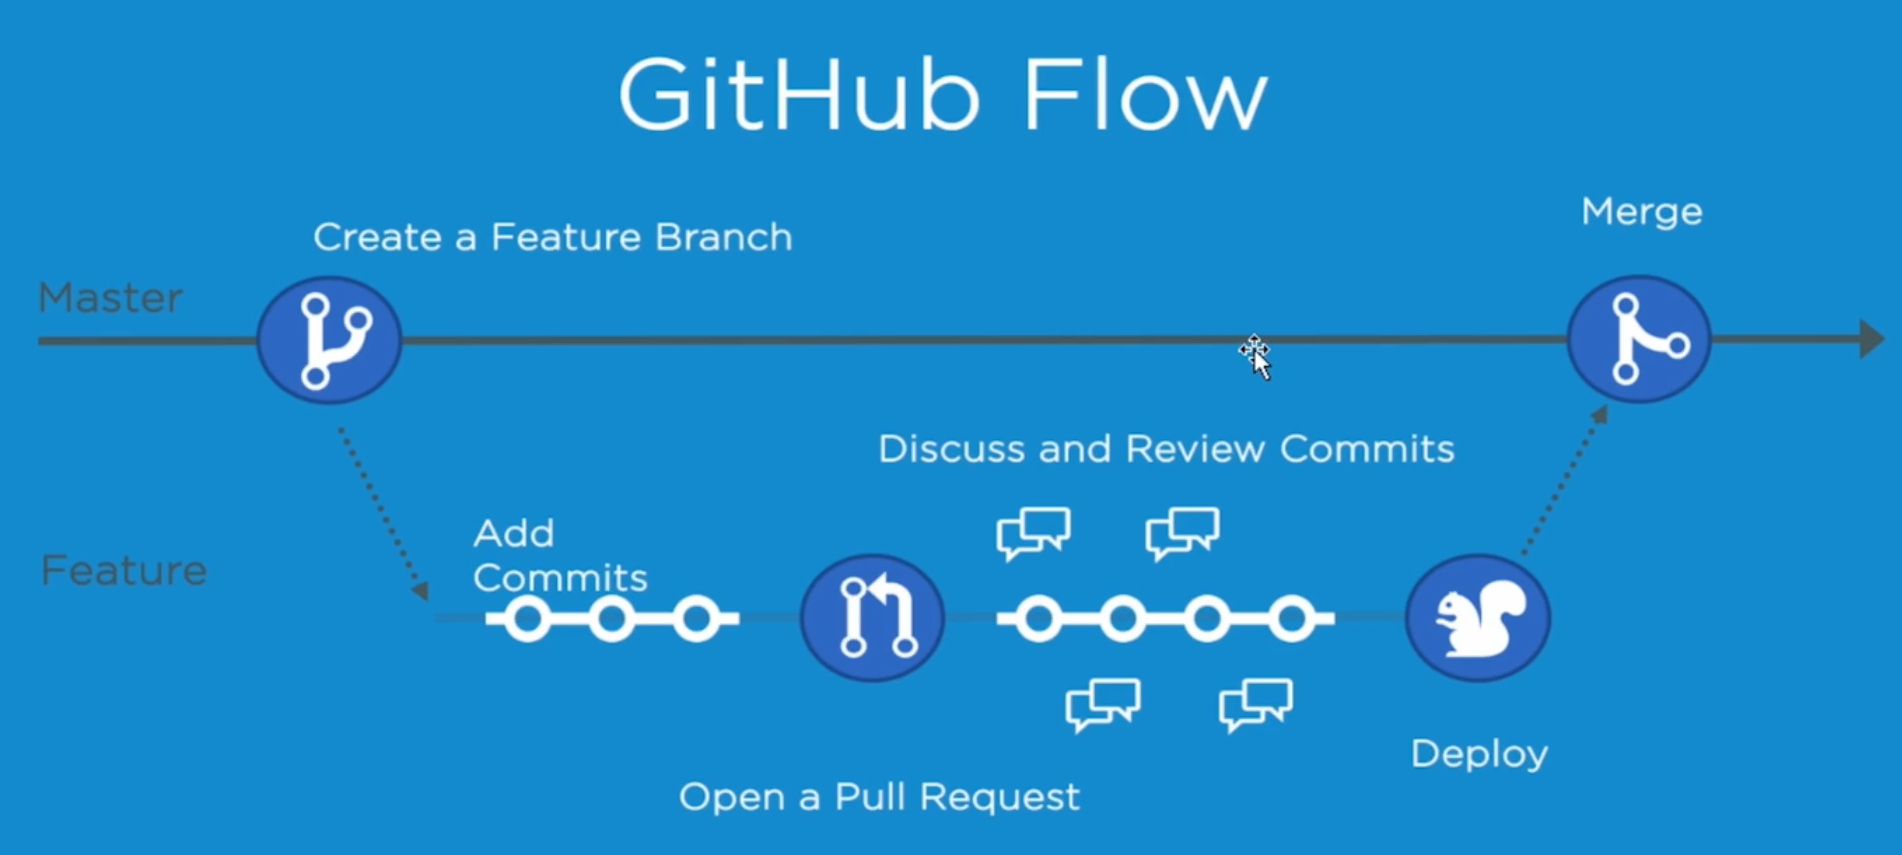 GitHub Flow
Create a Feature Branch
Merge
Master
Discuss and Review Commits
Add
Commits
Feature
Deploy
Open a Pull Request